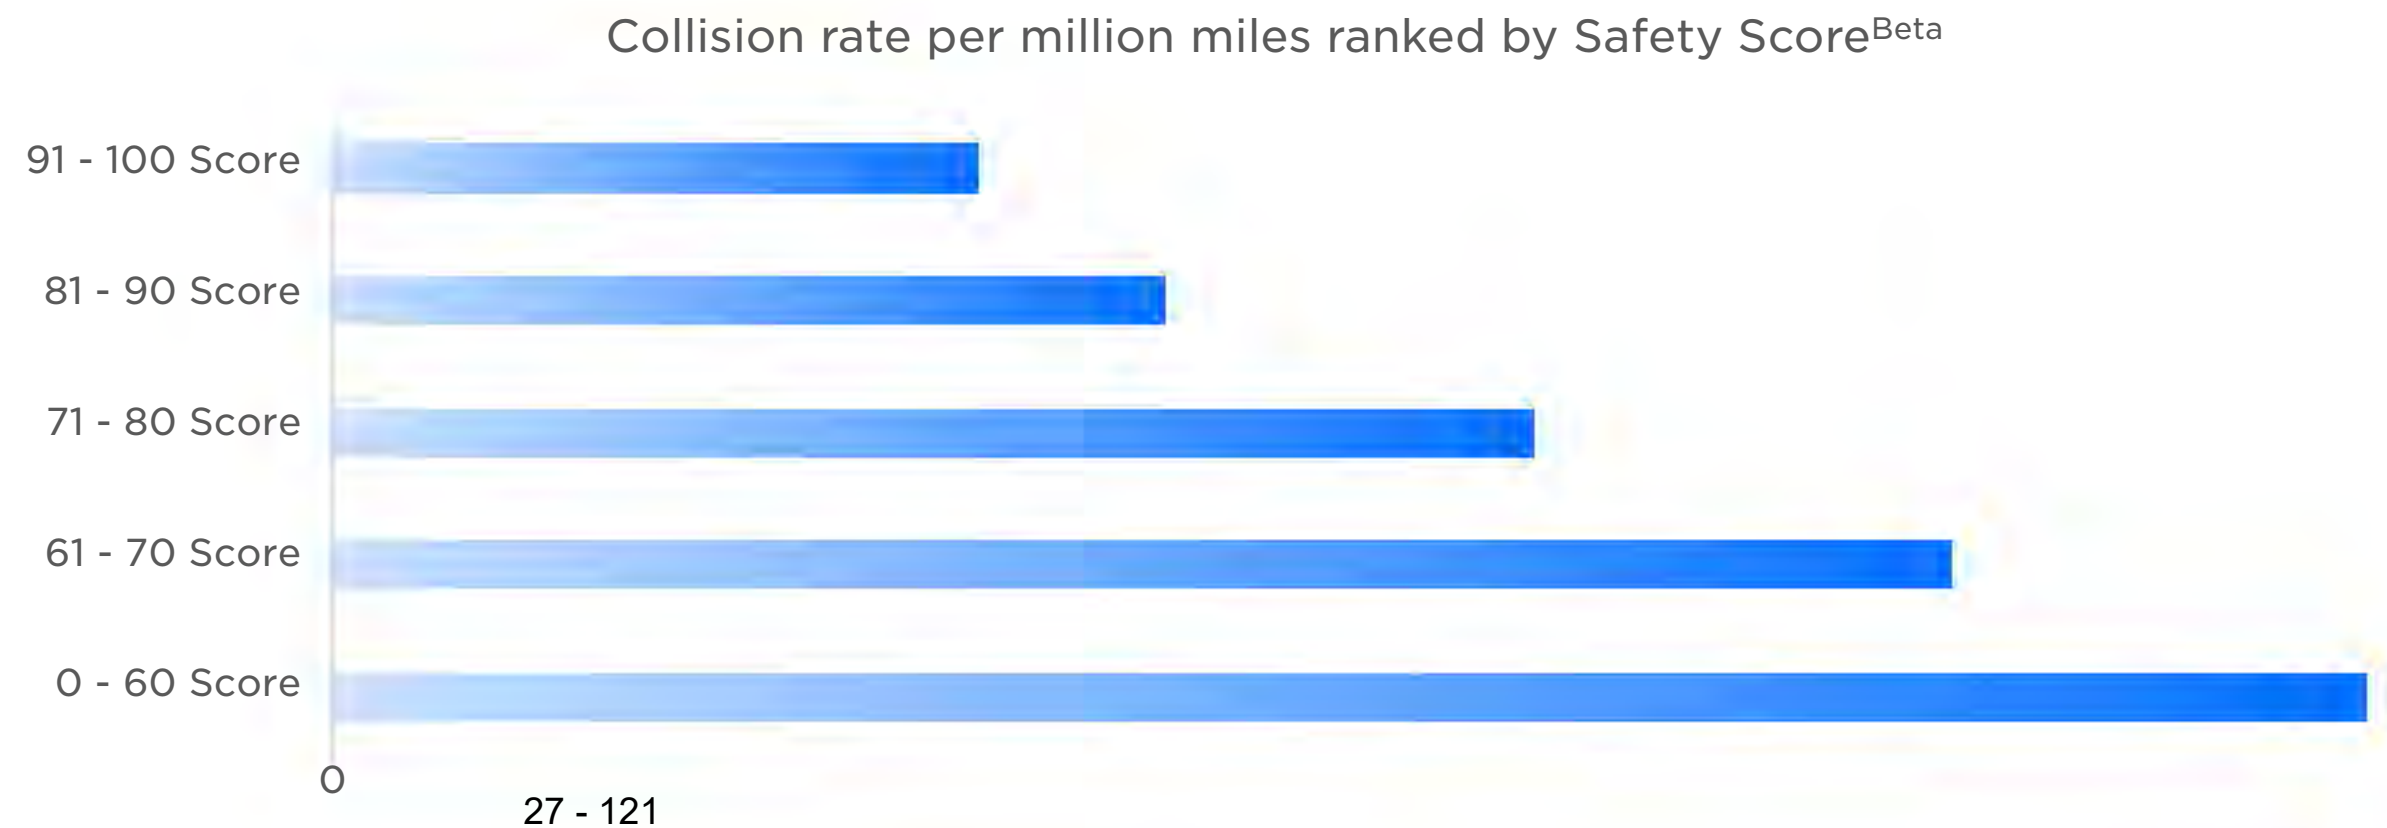 Collision rate per million miles ranked by Safety ScoreBeta
91 - 100 Score
81 - 90 Score
71 - 80 Score
61 - 70 Score
0 - 60 Score
0
27 - 121